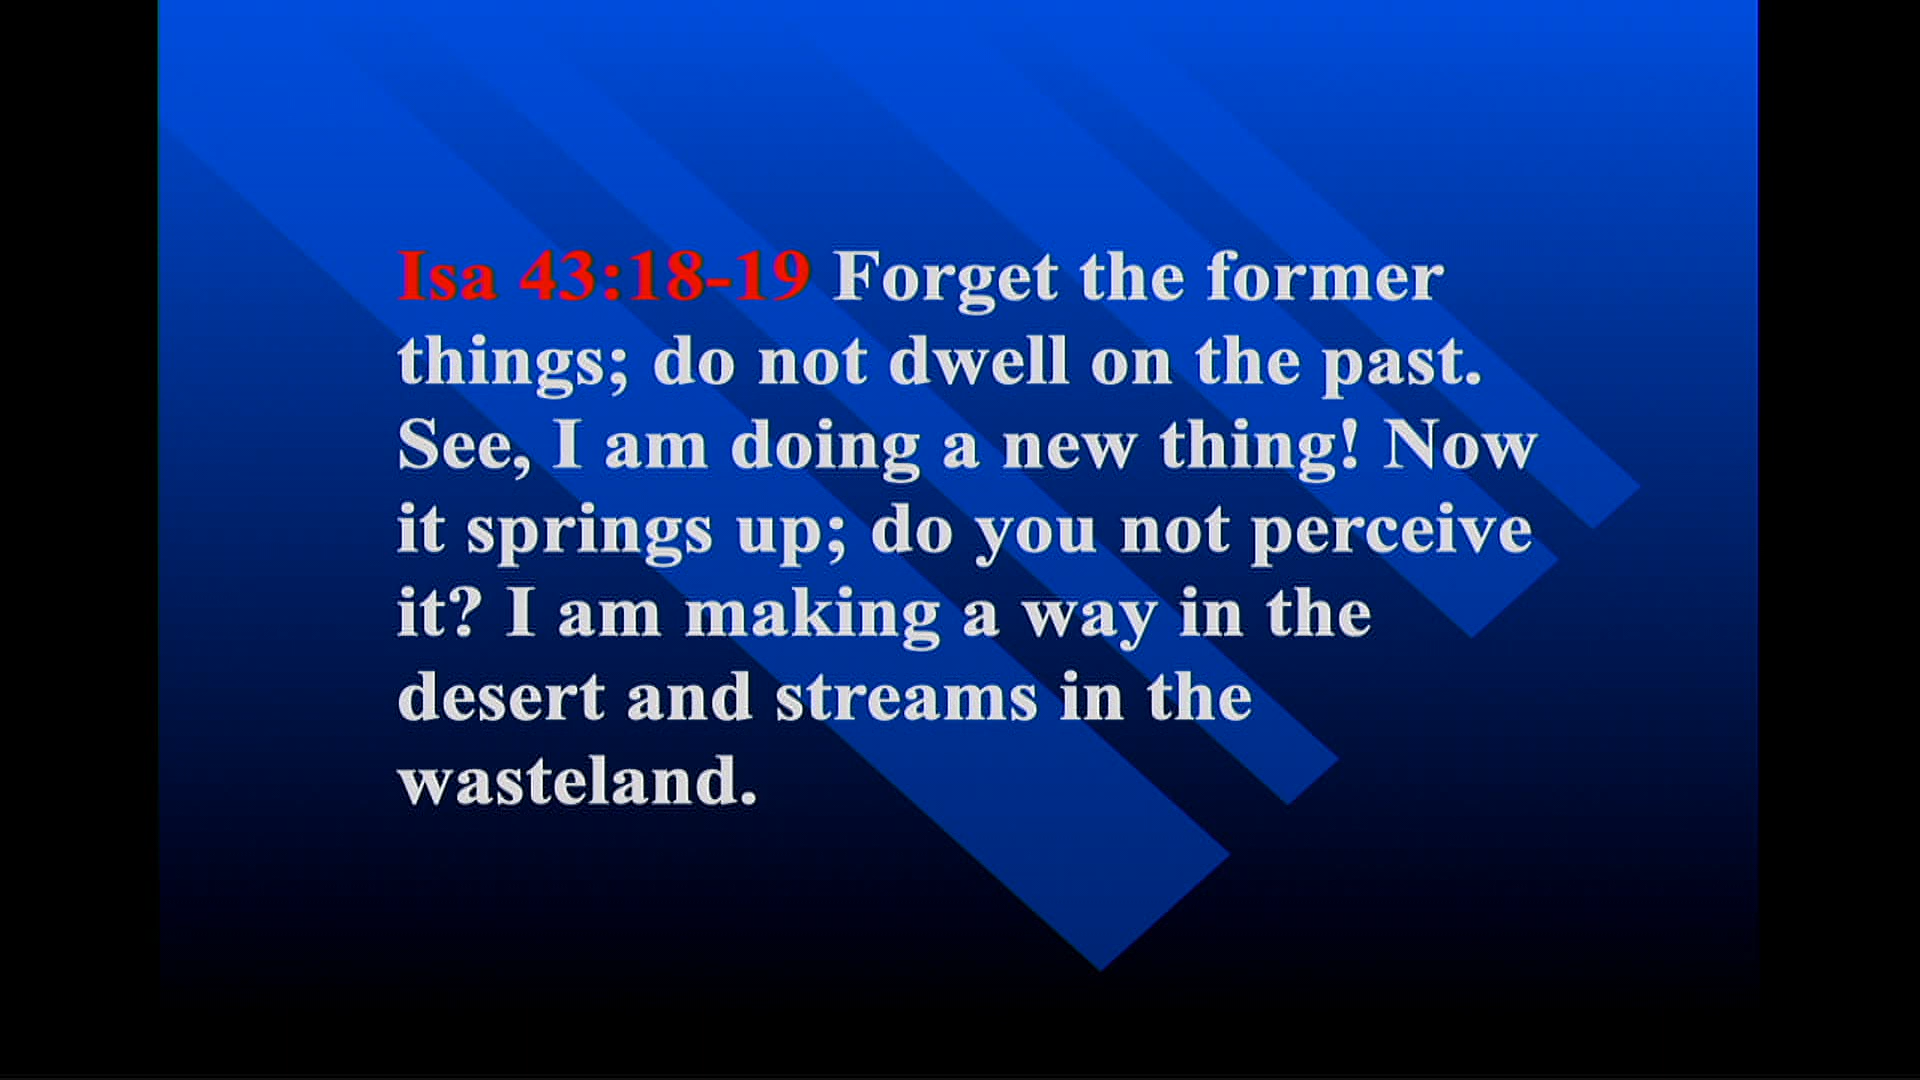 Isa 43:18-19 Forget the former
things; do not dwell on the past.
See, I am doing a new thing! Now
it springs up; do you not perceive
it? I am making a way in the
desert and streams in the
wasteland.